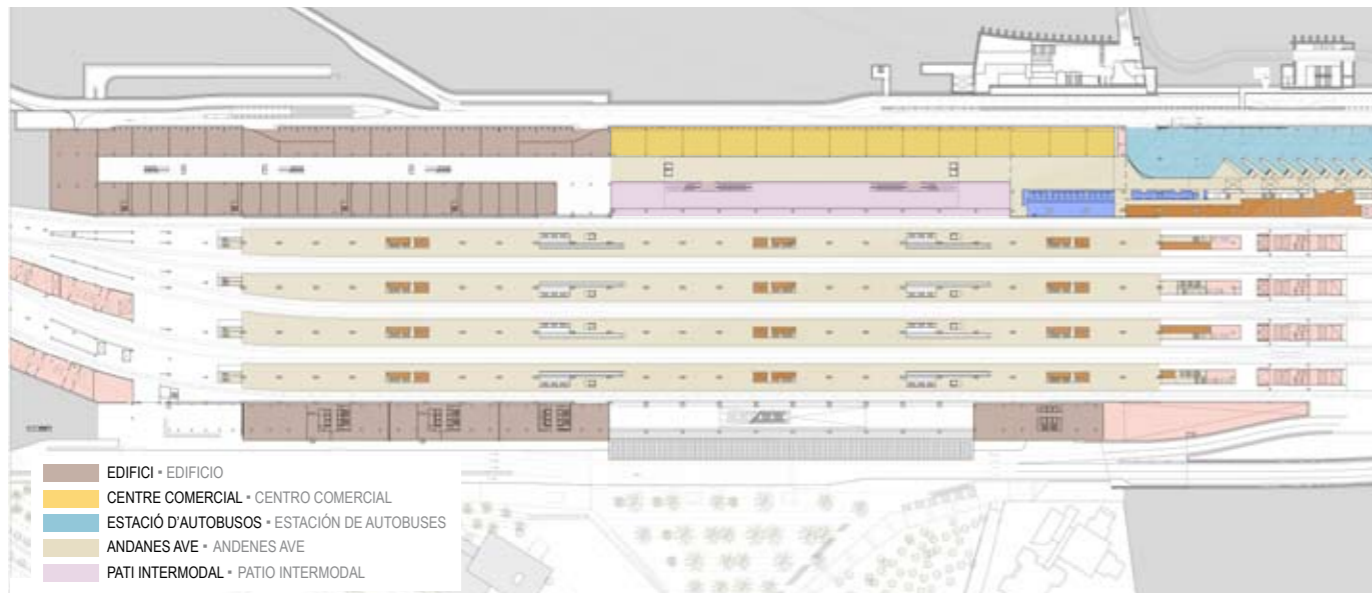 EDIFICI ▪ EDIFICIO
CENTRE COMERCIAL ▪ CENTRO COMERCIAL
ESTACIÓ D'AUTOBUSOS ▪ ESTACIÓN DE AUTOBUSES
ANDANES AVE ▪ ANDENES AVE
PATI INTERMODAL ▪ PATIO INTERMODAL